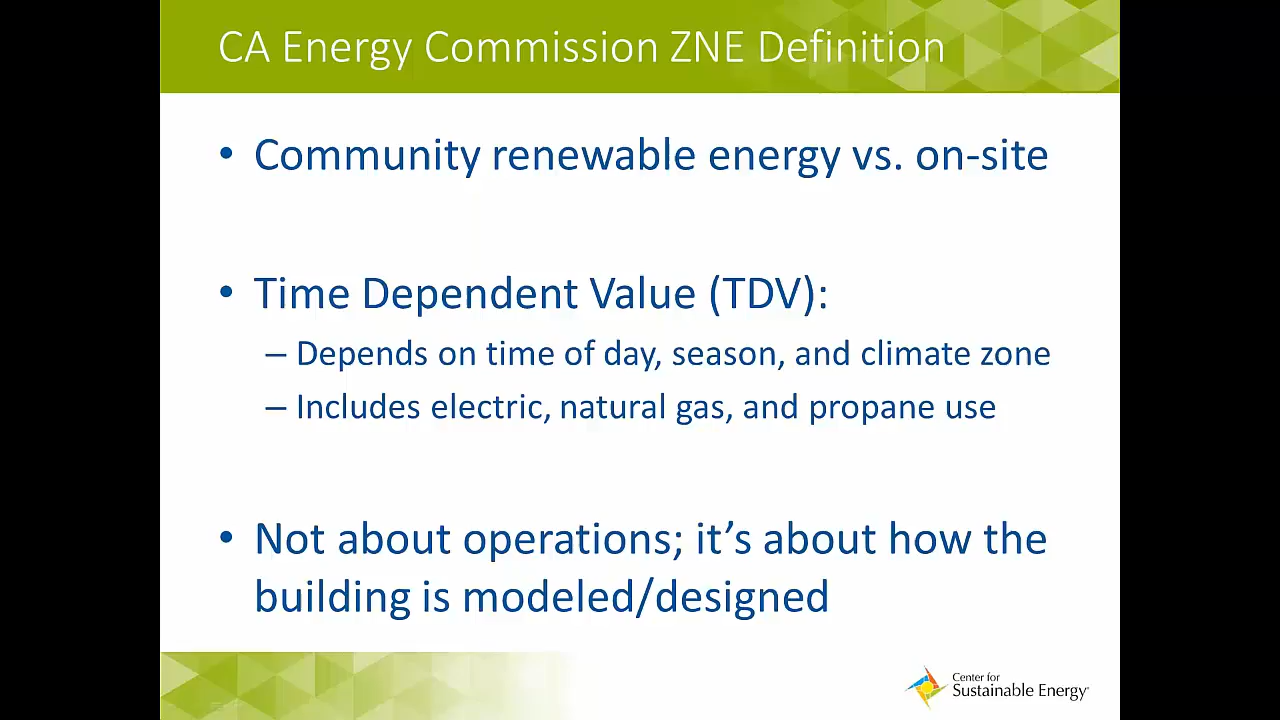 CA Energy Commission ZNE Definition
• Community renewable energy vs. on-site
• Time Dependent Value (TDV):
– Depends on time of day, season, and climate zone
– Includes electric, natural gas, and propane use
• Not about operations; it’s about how the
building is modeled/designed
Center for
Sustainable Energy®